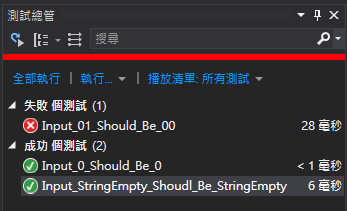 測試總管
搜尋
全部執行 執行... 播放清單: 所有測試
失敗 個測試 (1)
Input_01_Should_Be_00 28 毫秒
成功 個測試 (2)
Input_0_Should_Be_0 < 1 毫秒
Input_StringEmpty_Shoudl_Be_StringEmpty 6 毫秒